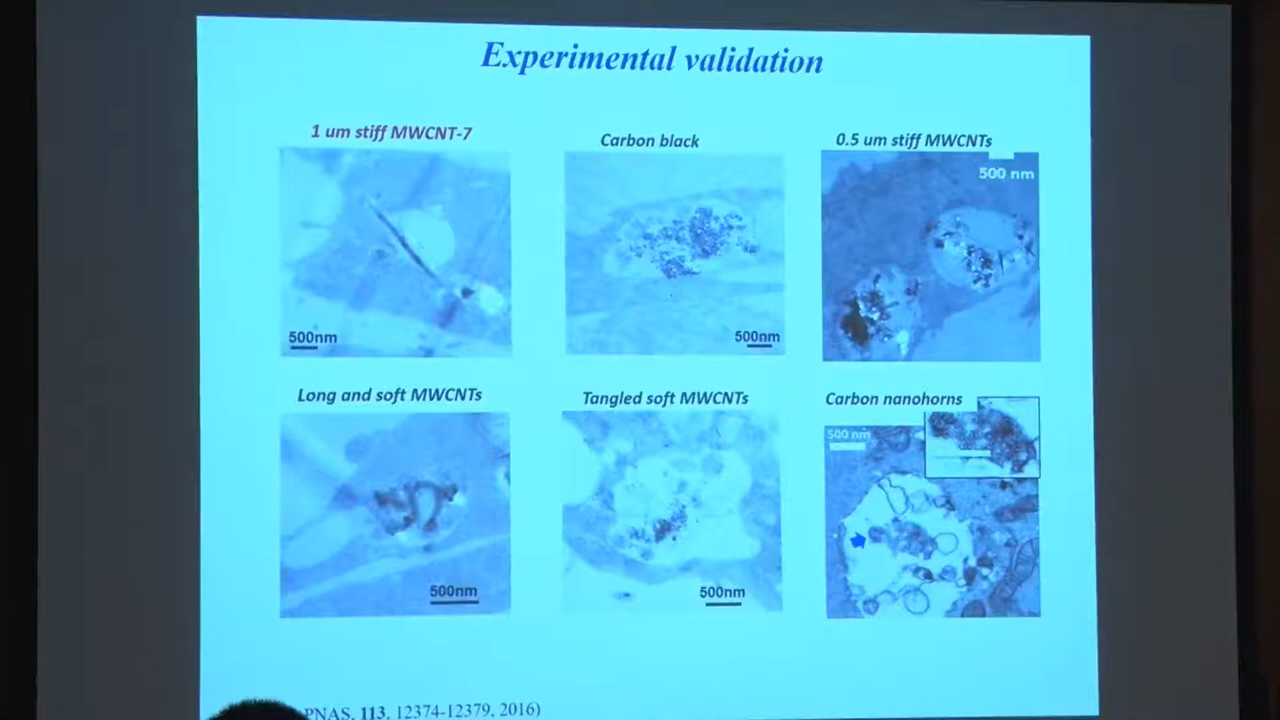 Experimental validation
1 um stiff MWCNT-7
Carbon black
0.5 um stiff MWCNTs
500nm
500nm
500 nm
Long and soft MWCNTs
Tangled soft MWCNTs
Carbon nanohorns
500nm
500nm
500 nm
PNAS, 113, 12374-12379, 2016)